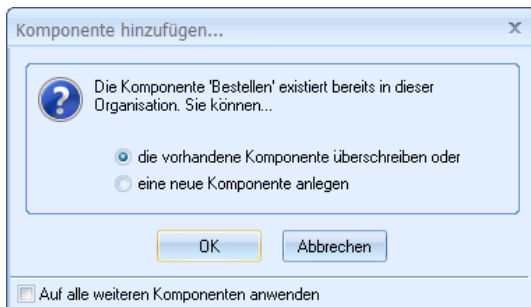 Komponente hinzufügen...
Die Komponente 'Bestellen' existiert bereits in dieser
Organisation. Sie können...
die vorhandene Komponente überschreiben oder
eine neue Komponente anlegen
OK
Abbrechen
Auf alle weiteren Komponenten anwenden